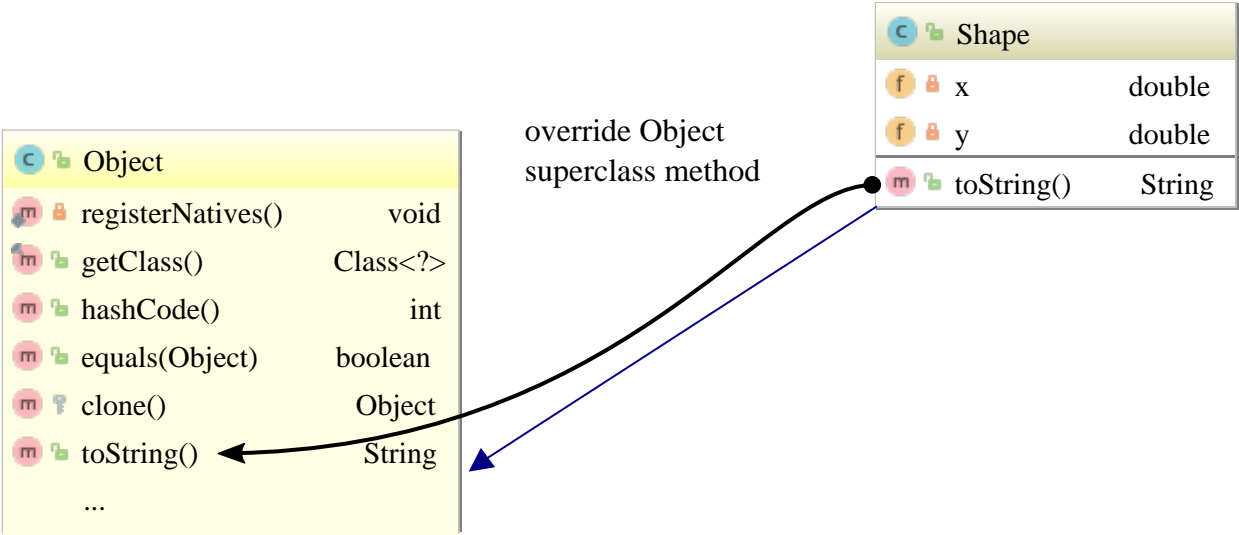 C Shape
f x double
override Object
f y double
superclass method
C Object
m toString() String
m registerNatives() void
m getClass() Class<?>
m hashCode() int
m equals(Object) boolean
m clone() Object
m toString() String
...